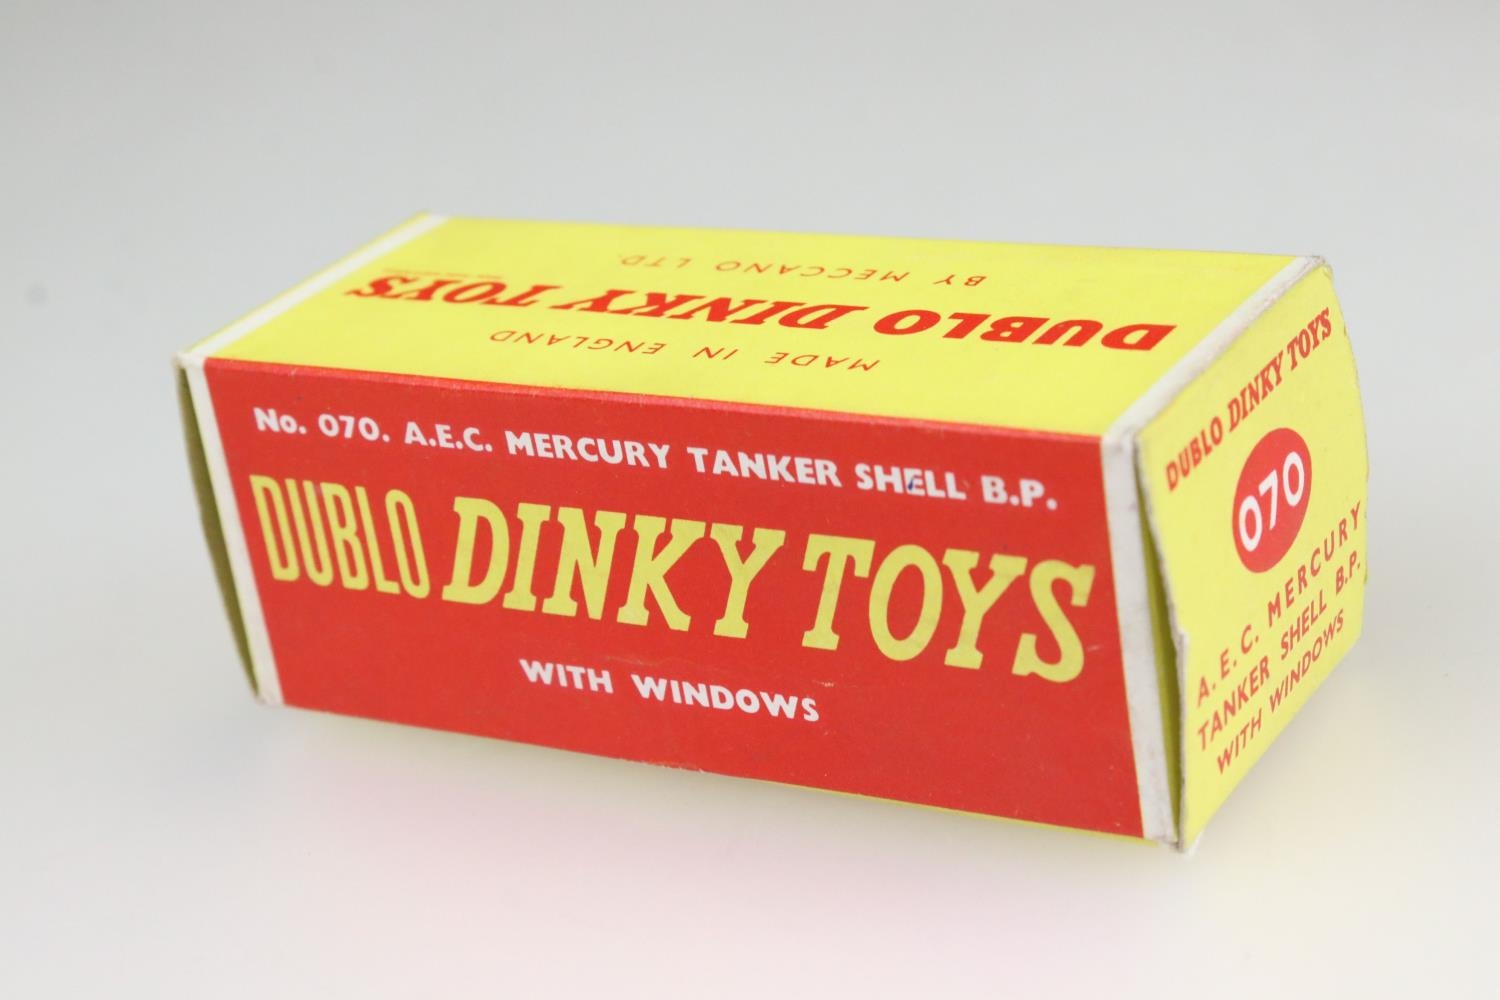 BY MECCANO LTD.
DUBLO DINKY TOYS
MADE IN ENGLAND
No. 070. A.E.C. MERCURY TANKER SHELL B.P.
DUBLO DINKY TOYS
WITH WINDOWS
DUBLO DINKY TOYS
070
A.E.C. MERCURY
TANKER SHELL B.P.
WITH WINDOWS